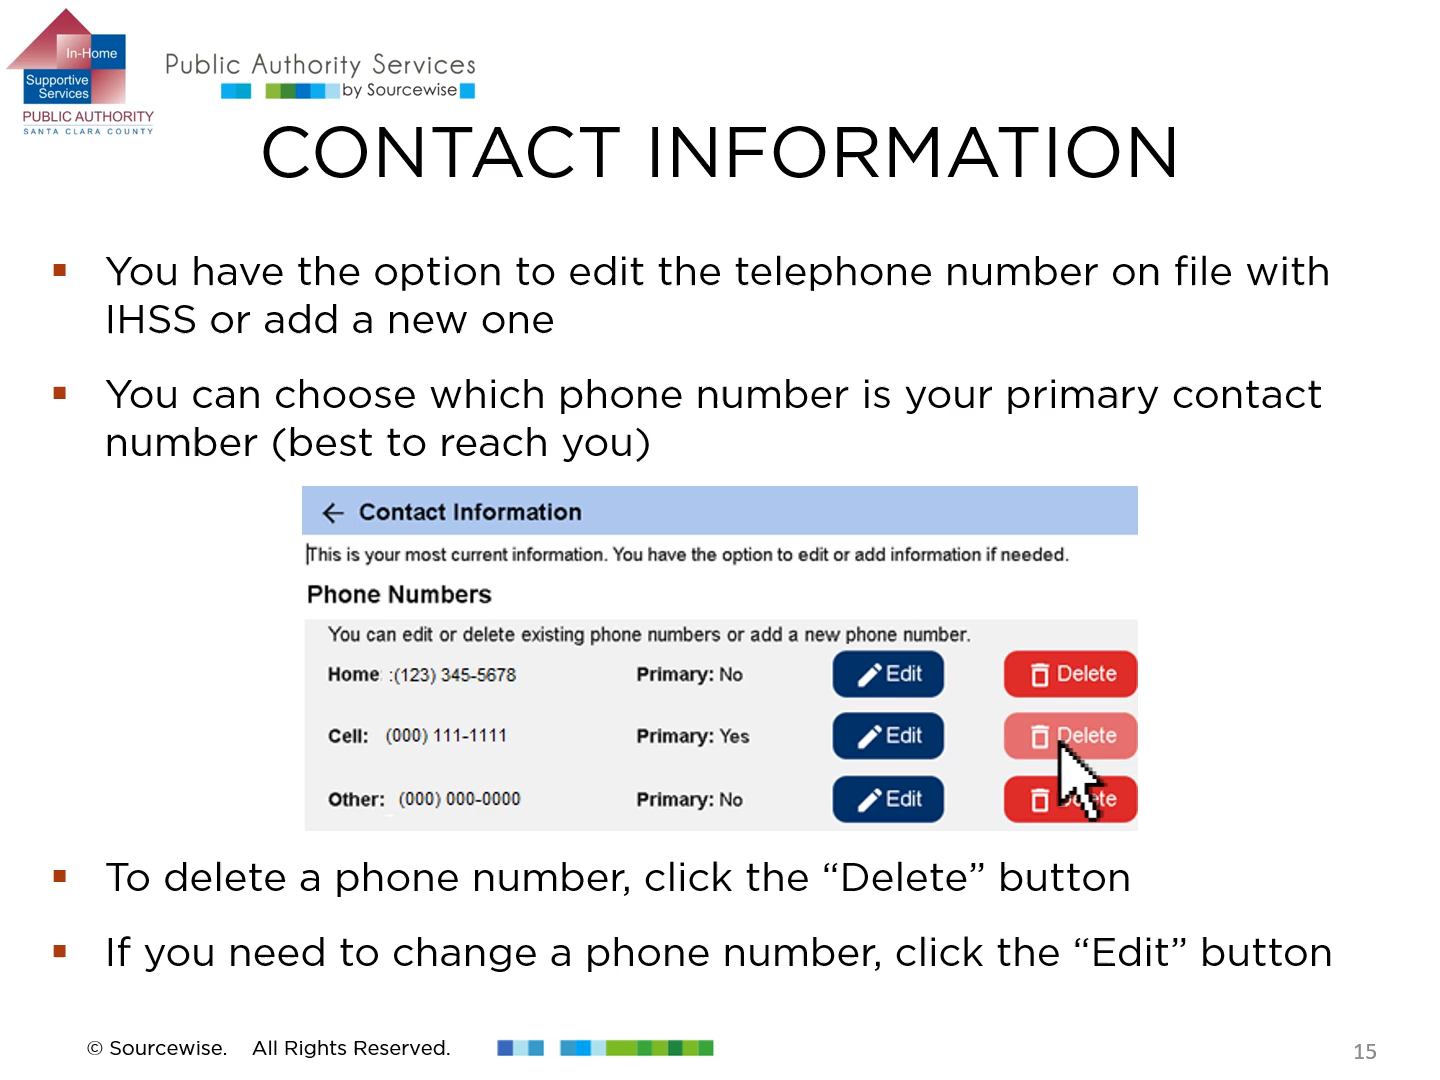 In-Home
Supportive
Services
PUBLIC AUTHORITY
SANTA CLARA COUNTY
Public Authority Services
by Sourcewise
CONTACT INFORMATION
You have the option to edit the telephone number on file with
IHSS or add a new one
You can choose which phone number is your primary contact
number (best to reach you)
Contact Information
This is your most current information. You have the option to edit or add information if needed.
Phone Numbers
You can edit or delete existing phone numbers or add a new phone number.
Home :(123) 345-5678 Primary: No Edit Delete
Cell: (000) 111-1111 Primary: Yes Edit Delete
Other: (000) 000-0000 Primary: No Edit Delete
To delete a phone number, click the “Delete” button
If you need to change a phone number, click the “Edit” button
© Sourcewise. All Rights Reserved.
15